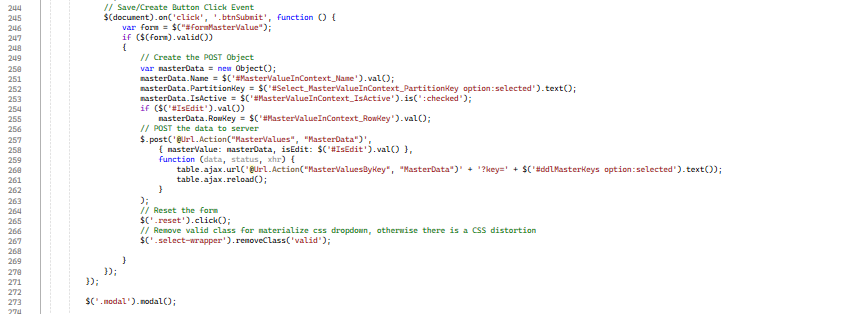 244 // Save/Create Button Click Event
245 $(document).on('click', '.btnSubmit', function () {
246 var form = $("#formMasterValue");
247 if ($(form).valid())
248 {
249 // Create the POST Object
250 var masterData = new Object();
251 masterData.Name = $('#MasterValueInContext_Name').val();
252 masterData.PartitionKey = $('#Select_MasterValueInContext_PartitionKey option:selected').text();
253 masterData.IsActive = $('#MasterValueInContext_IsActive').is(':checked');
254 if ($('#IsEdit').val())
255 masterData.RowKey = $('#MasterValueInContext_RowKey').val();
256 // POST the data to server
257 $.post('@Url.Action("MasterValues", "MasterData")',
258 { masterValue: masterData, isEdit: $('#IsEdit').val() },
259 function (data, status, xhr) {
260 table.ajax.url('@Url.Action("MasterValuesByKey", "MasterData")' + '?key=' + $('#ddlMasterKeys option:selected').text());
261 table.ajax.reload();
262 }
263 );
264 // Reset the form
265 $('.reset').click();
266 // Remove valid class for materialize css dropdown, otherwise there is a CSS distortion
267 $('.select-wrapper').removeClass('valid');
268
269 }
270 });
271 });
272
273 $('.modal').modal();
274